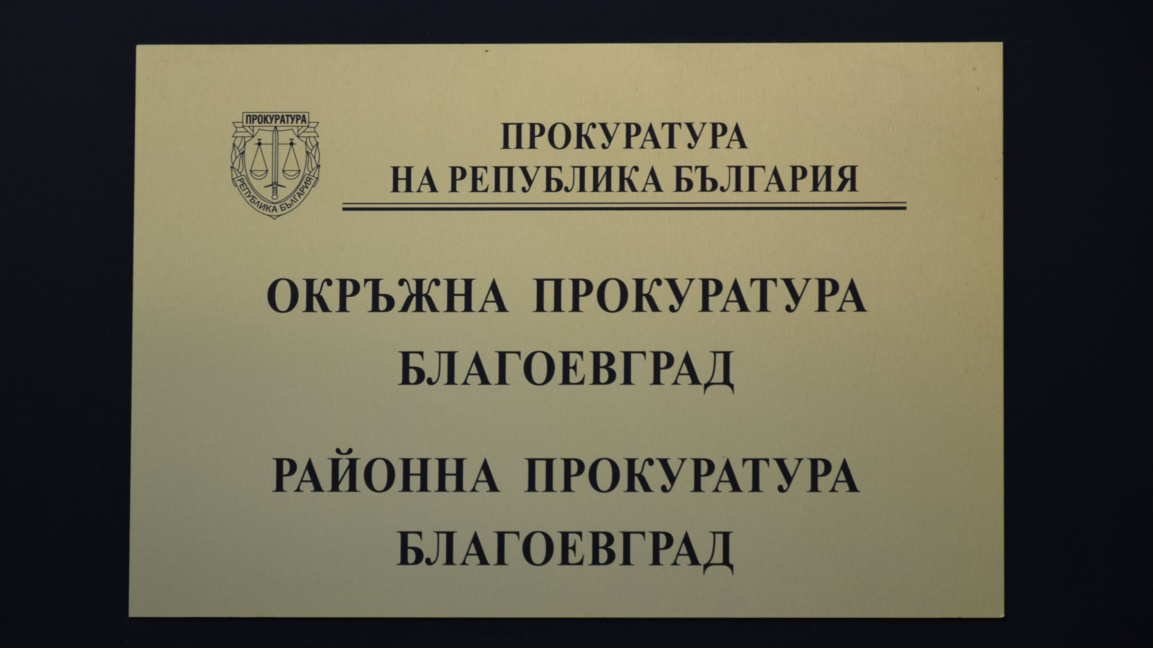 ПРОКУРАТУРА
РЕПУБЛИКА БЪЛГАРИЯ
ПРОКУРАТУРА
НА РЕПУБЛИКА БЪЛГАРИЯ
ОКРЪЖНА ПРОКУРАТУРА
БЛАГОЕВГРАД
РАЙОННА ПРОКУРАТУРА
БЛАГОЕВГРАД